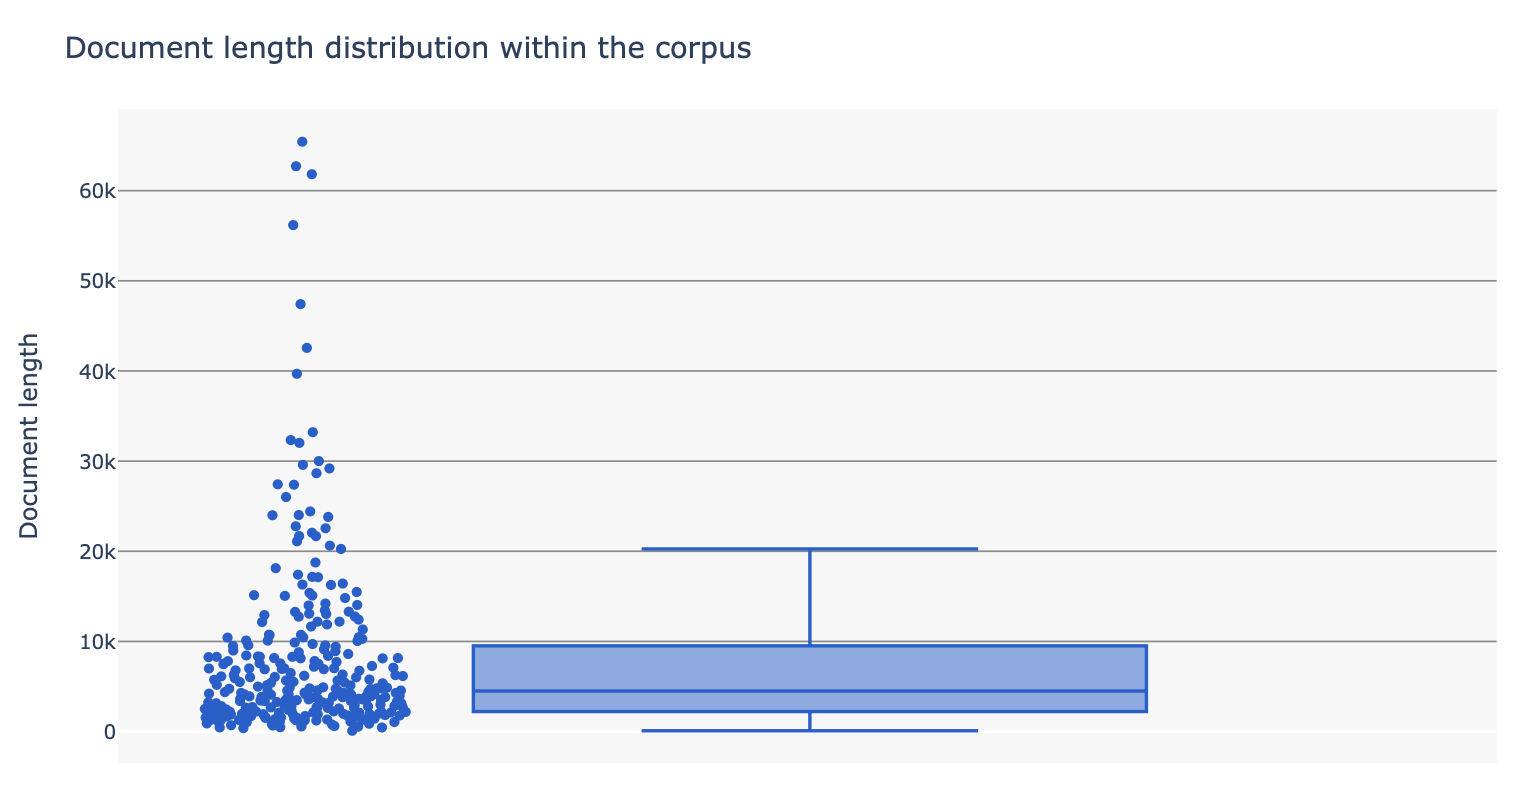 Document length distribution within the corpus
60k
50k
40k
30k
20k
10k
0
Document length